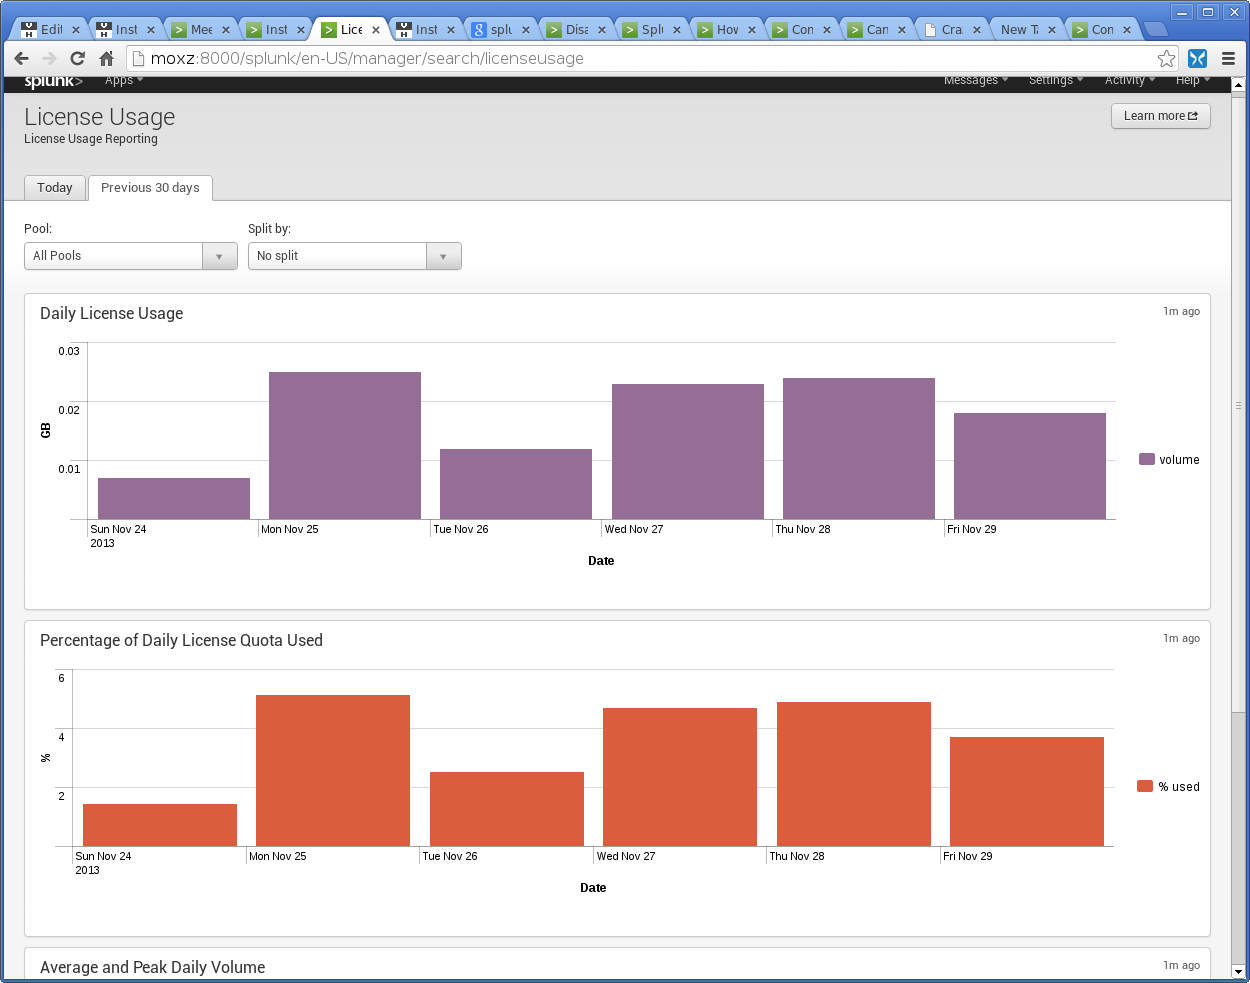 Edit Inst Mee Inst Lice Inst splu Disa Splu How Con Can Cra New Ta Con
moxz:8000/splunk/en-US/manager/search/licenseusage
splunk> Apps Messages Settings Activity Help
License Usage
Learn more
License Usage Reporting
Today Previous 30 days
Pool: Split by:
All Pools No split
Daily License Usage 1m ago
0.03
0.02
GB
0.01
volume
Sun Nov 24 Mon Nov 25 Tue Nov 26 Wed Nov 27 Thu Nov 28 Fri Nov 29
2013
Date
Percentage of Daily License Quota Used 1m ago
6
4
%
2
% used
Sun Nov 24 Mon Nov 25 Tue Nov 26 Wed Nov 27 Thu Nov 28 Fri Nov 29
2013
Date
Average and Peak Daily Volume 1m ago